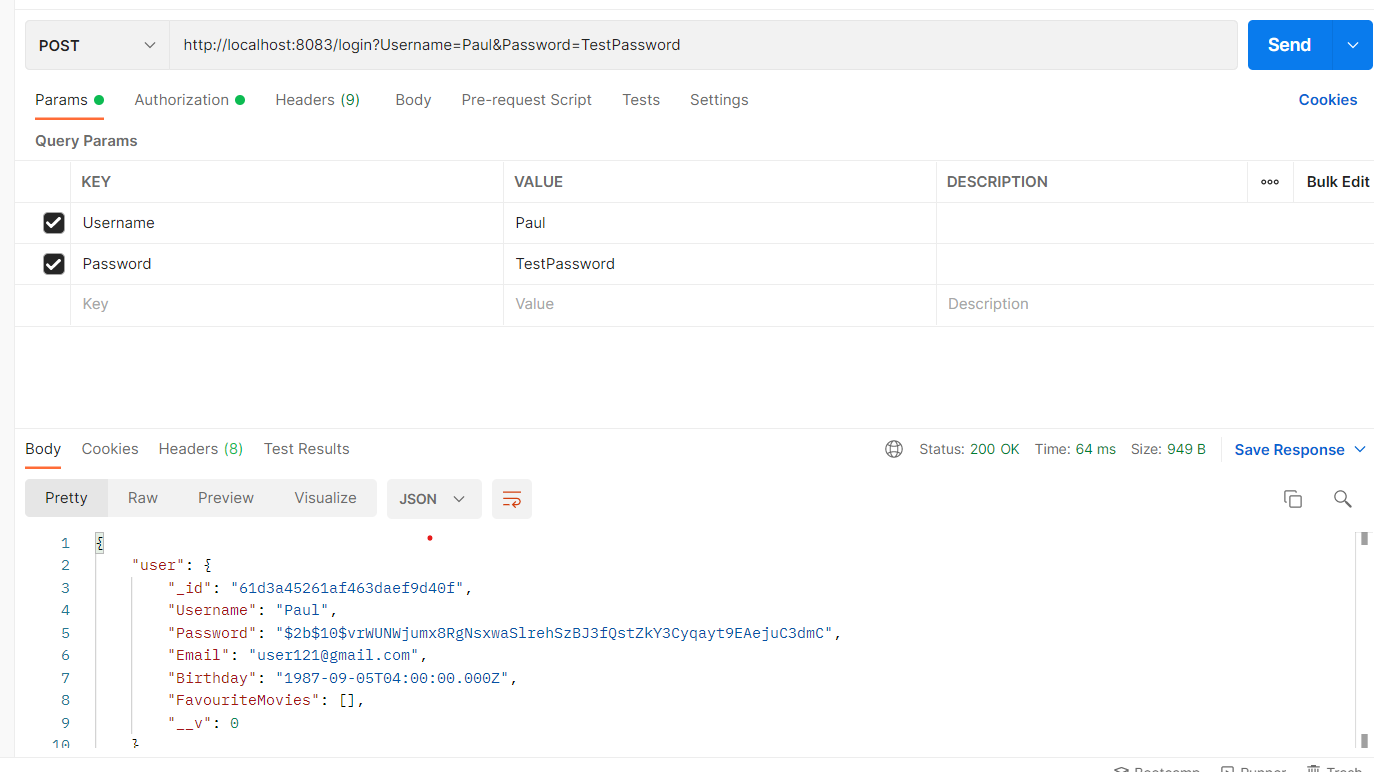 POST http://localhost:8083/login?Username=Paul&Password=TestPassword Send
Params Authorization Headers (9) Body Pre-request Script Tests Settings Cookies
Query Params
KEY VALUE DESCRIPTION ooo Bulk Edit
Username Paul
Password TestPassword
Key Value Description
Body Cookies Headers (8) Test Results Status: 200 OK Time: 64 ms Size: 949 B Save Response
Pretty Raw Preview Visualize JSON
1 {
2 "user": {
3 "_id": "61d3a45261af463daef9d40f",
4 "Username": "Paul",
5 "Password": "$2b$10$vrWUNWjumx8RgNsxwaSlrehSzBJ3fQstZkY3Cyqayt9EAejuC3dmC",
6 "Email": "user121@gmail.com",
7 "Birthday": "1987-09-05T04:00:00.000Z",
8 "FavouriteMovies": [],
9 "__v": 0
10 }
Bootcamp Runner Trash